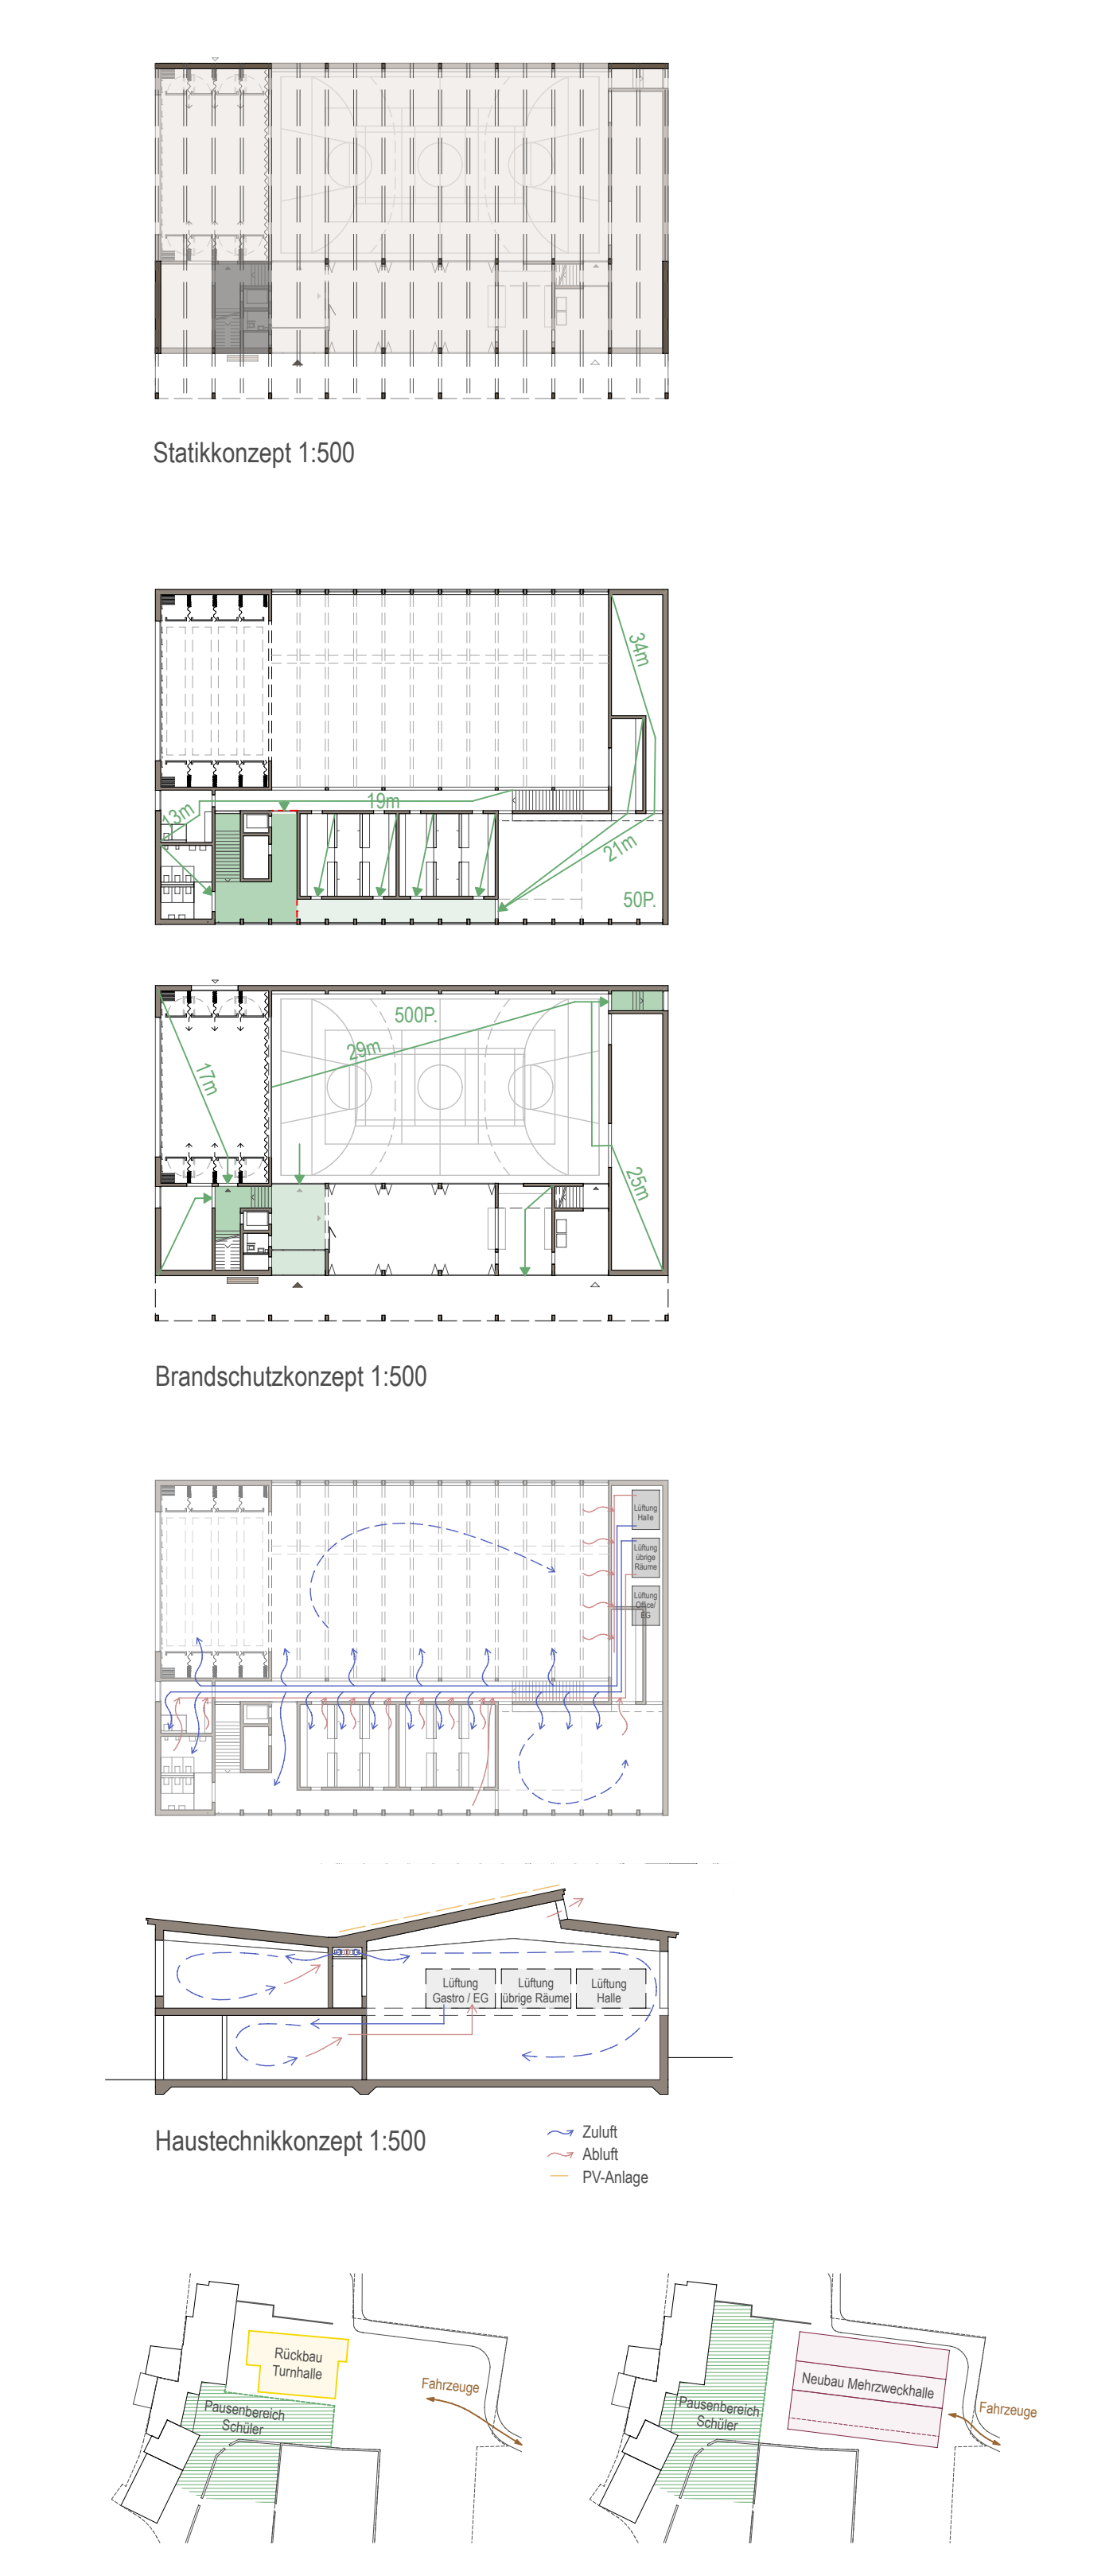 Statikkonzept 1:500
34m
13m
19m
21m
50P.
500P.
29m
17m
25m
Brandschutzkonzept 1:500
Lüftung
Halle
Lüftung
übrige
Räume
Lüftung
Office/
EG
Lüftung
Gastro / EG
Lüftung
übrige Räume
Lüftung
Halle
Haustechnikkonzept 1:500
Zuluft
Abluft
PV-Anlage
Rückbau
Turnhalle
Fahrzeuge
Pausenbereich
Schüler
Neubau Mehrzweckhalle
Fahrzeuge
Pausenbereich
Schüler